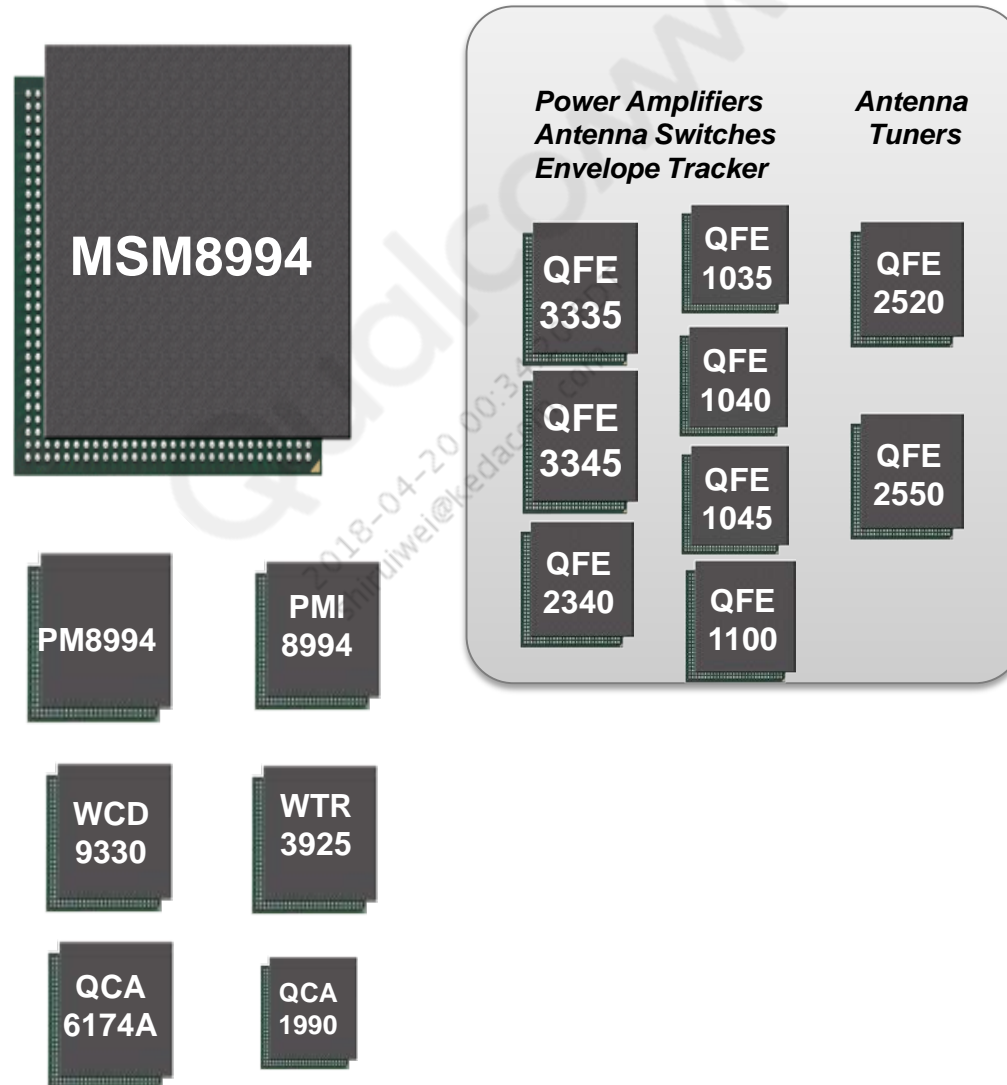 MSM8994
Power Amplifiers
Antenna Switches
Envelope Tracker
Antenna
Tuners
QFE
3335
QFE
3345
QFE
2340
QFE
1035
QFE
1040
QFE
1045
QFE
1100
QFE
2520
QFE
2550
PM8994
PMI
8994
WCD
9330
WTR
3925
QCA
6174A
QCA
1990